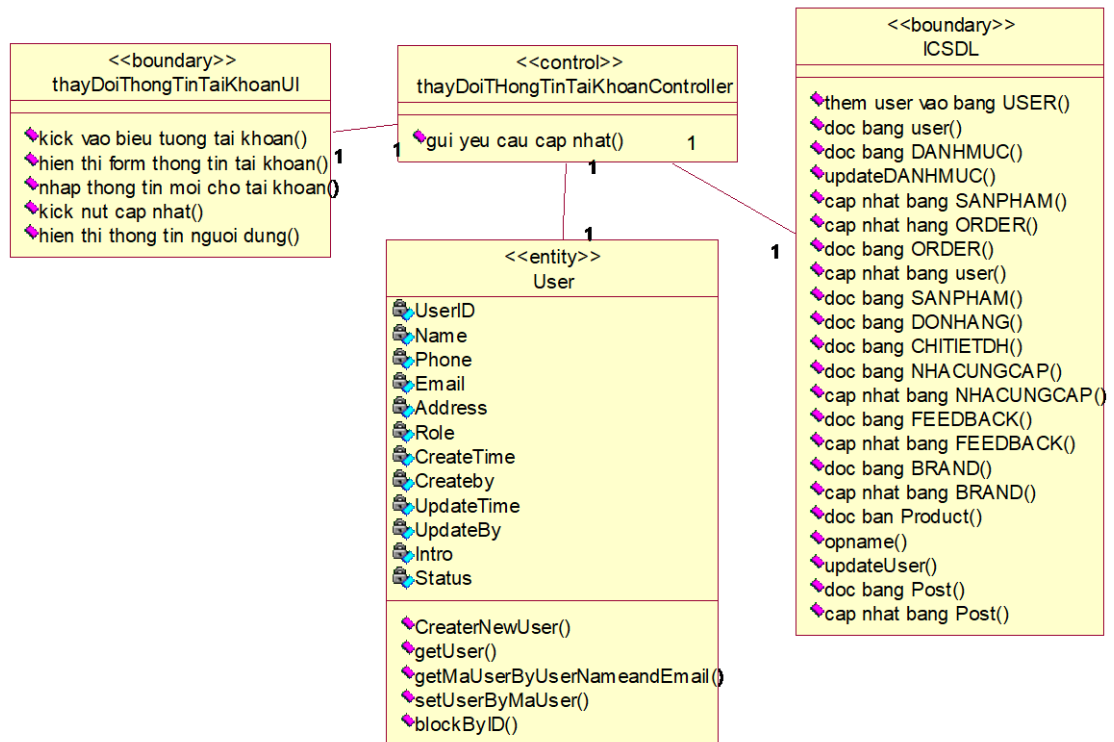 <<boundary>>
thayDoiThongTinTaiKhoanUI
kick vao bieu tuong tai khoan()
hien thi form thong tin tai khoan()
nhap thong tin moi cho tai khoan()
kick nut cap nhat()
hien thi thong tin nguoi dung()
1
1
<<control>>
thayDoiTHongTinTaiKhoanController
gui yeu cau cap nhat()
1
1
1
1
<<entity>>
User
UserID
Name
Phone
Email
Address
Role
CreateTime
Createby
UpdateTime
UpdateBy
Intro
Status
CreaterNewUser()
getUser()
getMaUserByUserNameandEmail()
setUserByMaUser()
blockByID()
<<boundary>>
ICSDL
them user vao bang USER()
doc bang user()
doc bang DANHMUC()
updateDANHMUC()
cap nhat bang SANPHAM()
cap nhat hang ORDER()
doc bang ORDER()
cap nhat bang user()
doc bang SANPHAM()
doc bang DONHANG()
doc bang CHITIETDH()
doc bang NHACUNGCAP()
cap nhat bang NHACUNGCAP()
doc bang FEEDBACK()
cap nhat bang FEEDBACK()
doc bang BRAND()
cap nhat bang BRAND()
doc ban Product()
opname()
updateUser()
doc bang Post()
cap nhat bang Post()